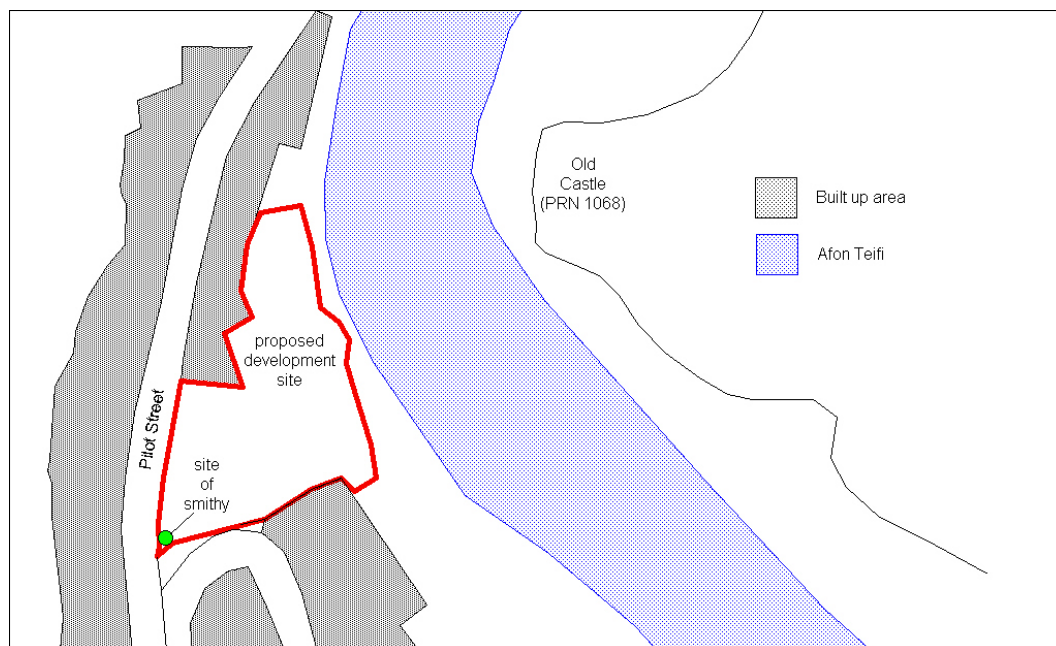 Old
Castle
(PRN 1068)
Built up area
Afon Teifi
proposed
development
site
Pilot Street
site
of
smithy